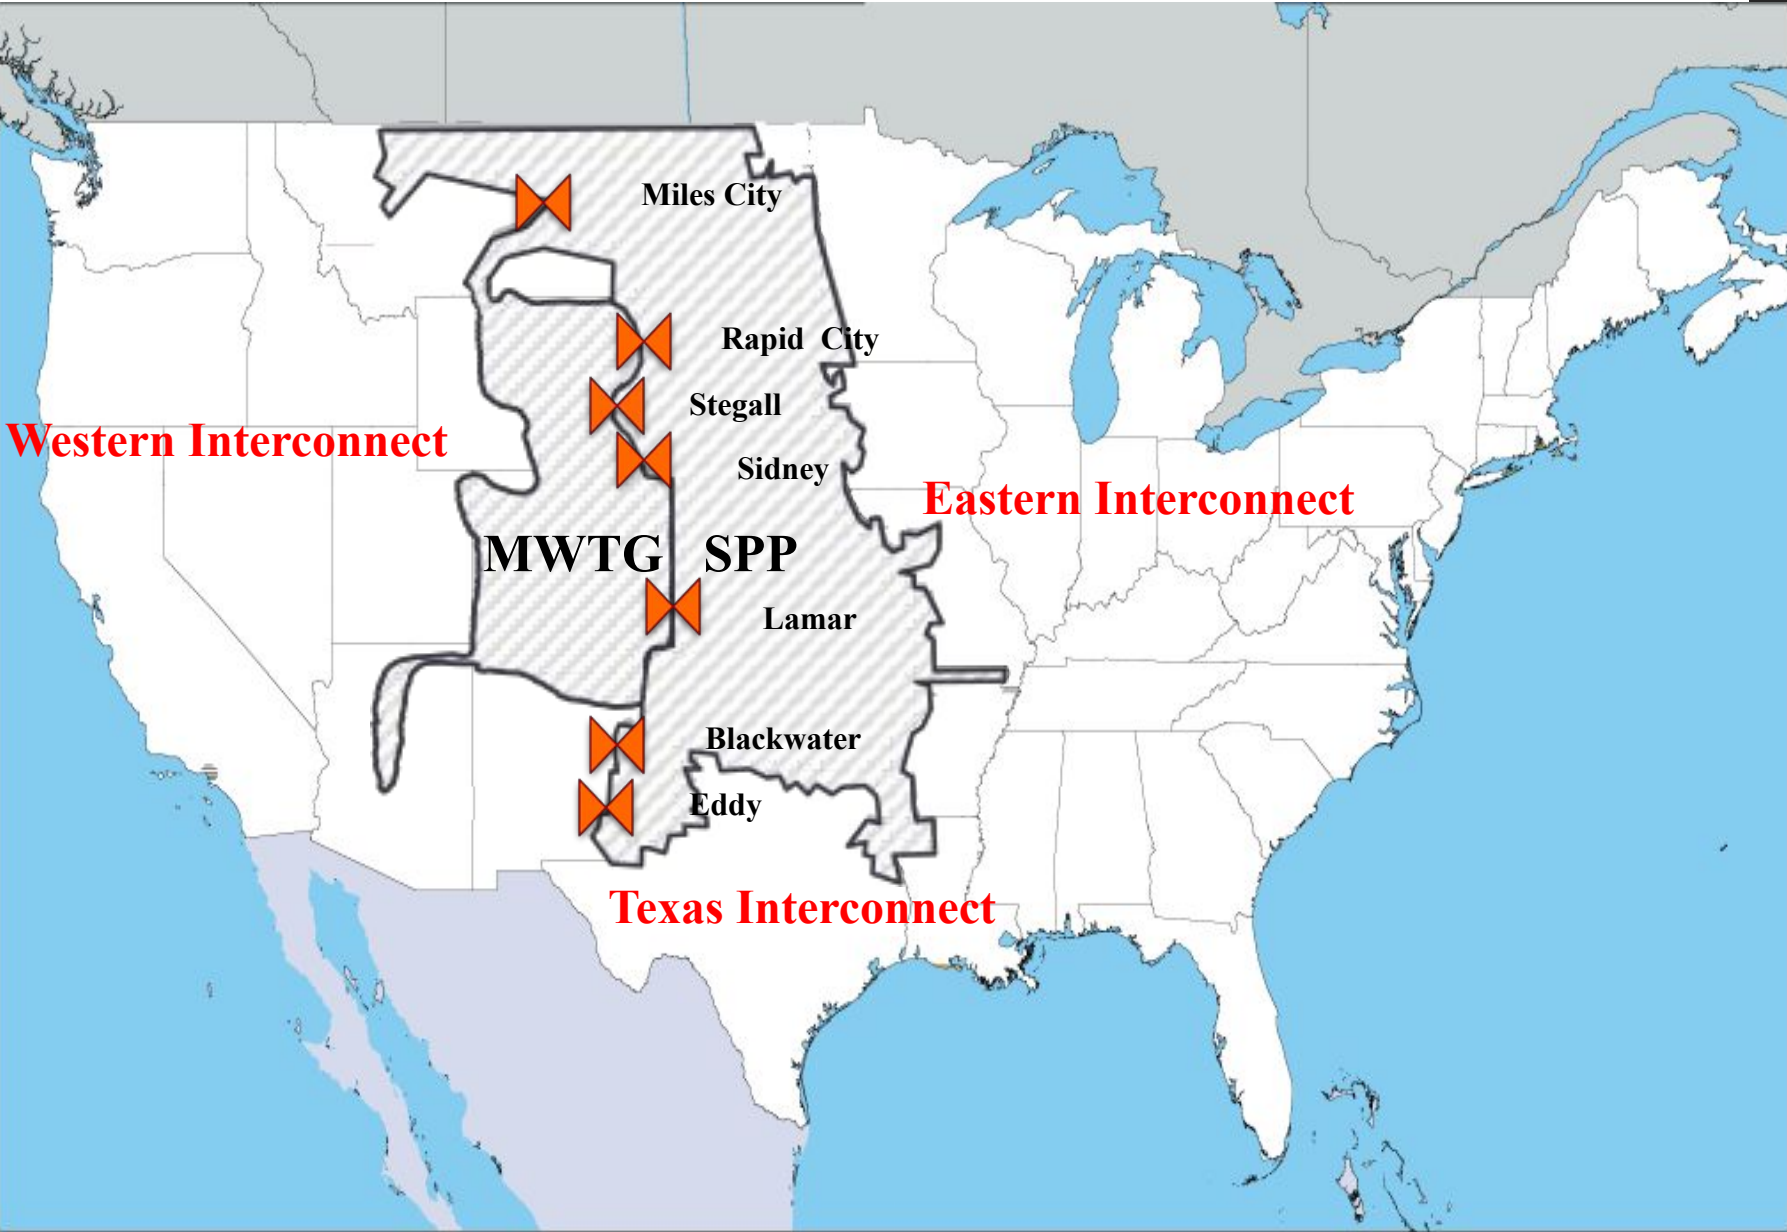 Miles City
Rapid City
Stegall
Western Interconnect
Sidney
Eastern Interconnect
MWTG SPP
Lamar
Blackwater
Eddy
Texas Interconnect